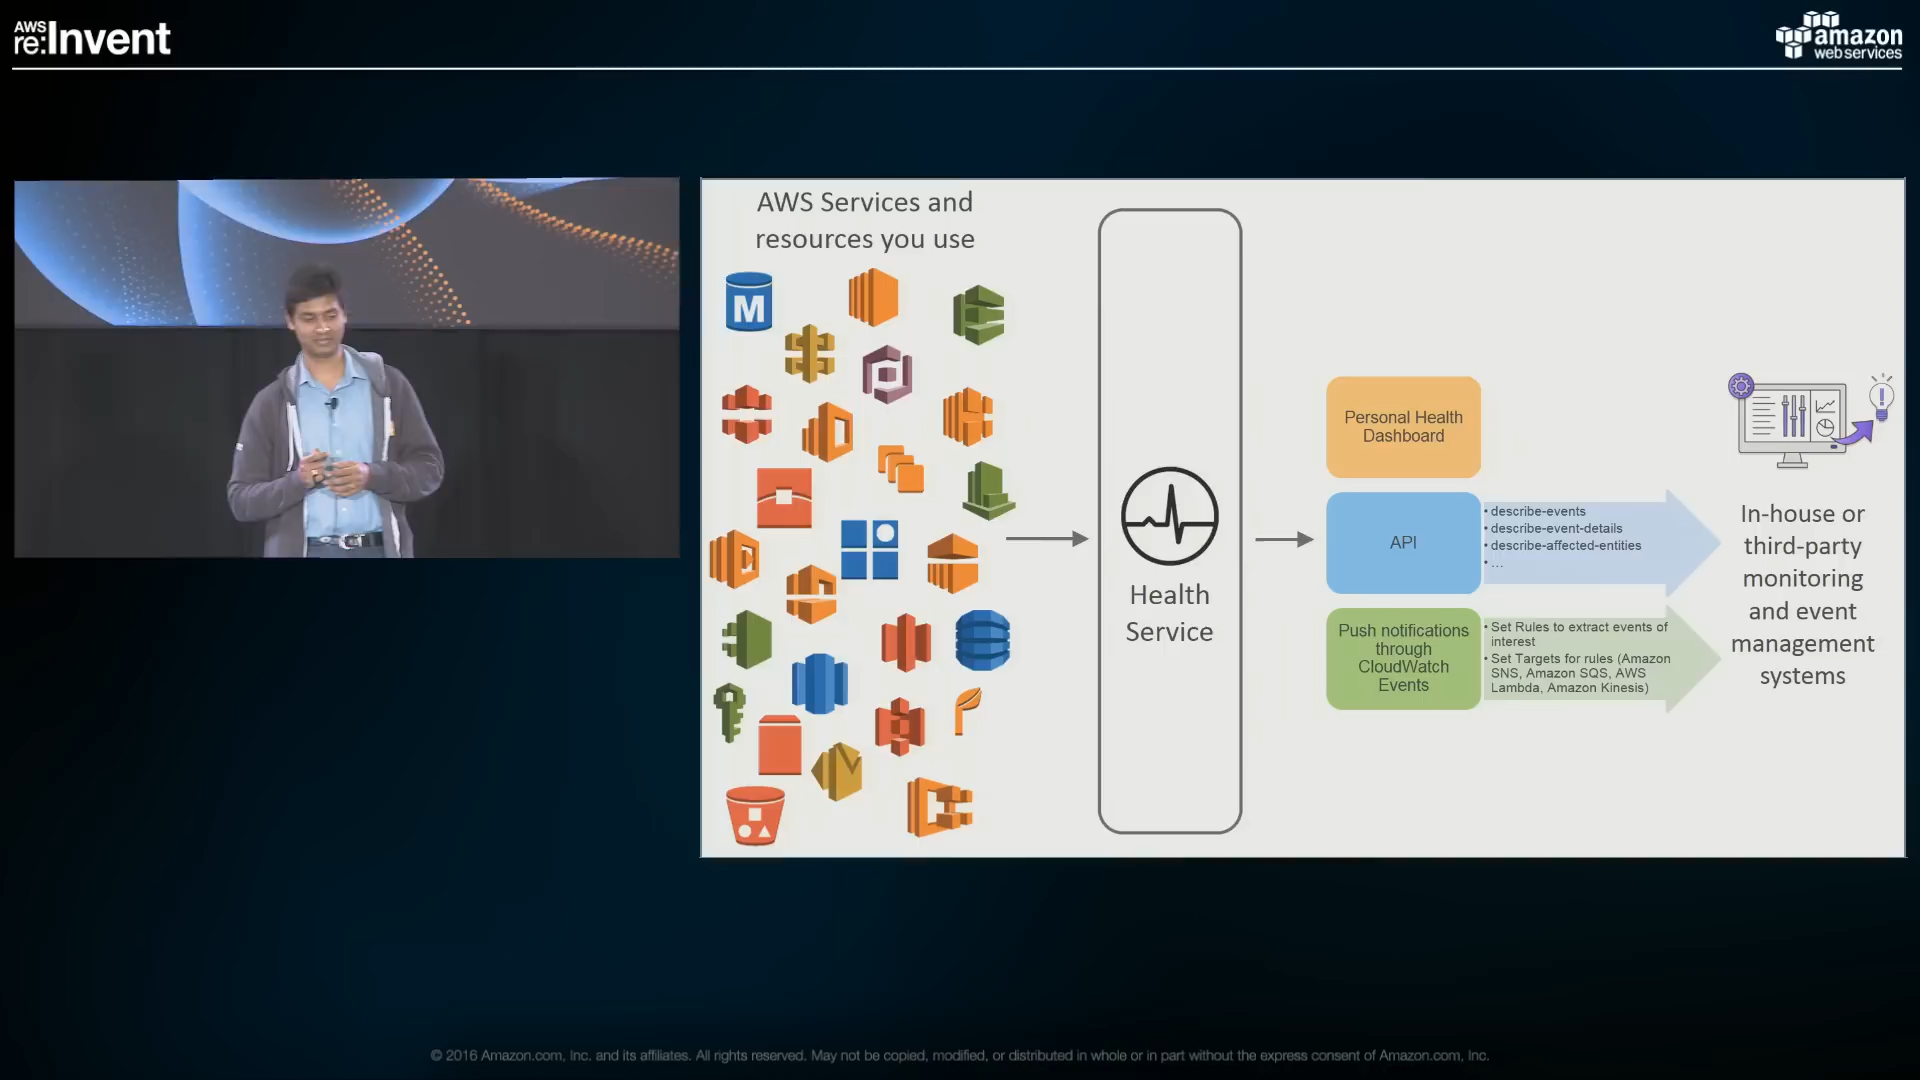 AWS
re:Invent
amazon
web services
AWS Services and
resources you use
M
Health
Service
Personal Health
Dashboard
API
• describe-events
• describe-event-details
• describe-affected-entities
• ...
Push notifications
through
CloudWatch
Events
• Set Rules to extract events of
interest
• Set Targets for rules (Amazon
SNS, Amazon SQS, AWS
Lambda, Amazon Kinesis)
In-house or
third-party
monitoring
and event
management
systems
© 2016 Amazon.com, Inc. and its affiliates. All rights reserved. May not be copied, modified, or distributed in whole or in part without the express consent of Amazon.com, Inc.